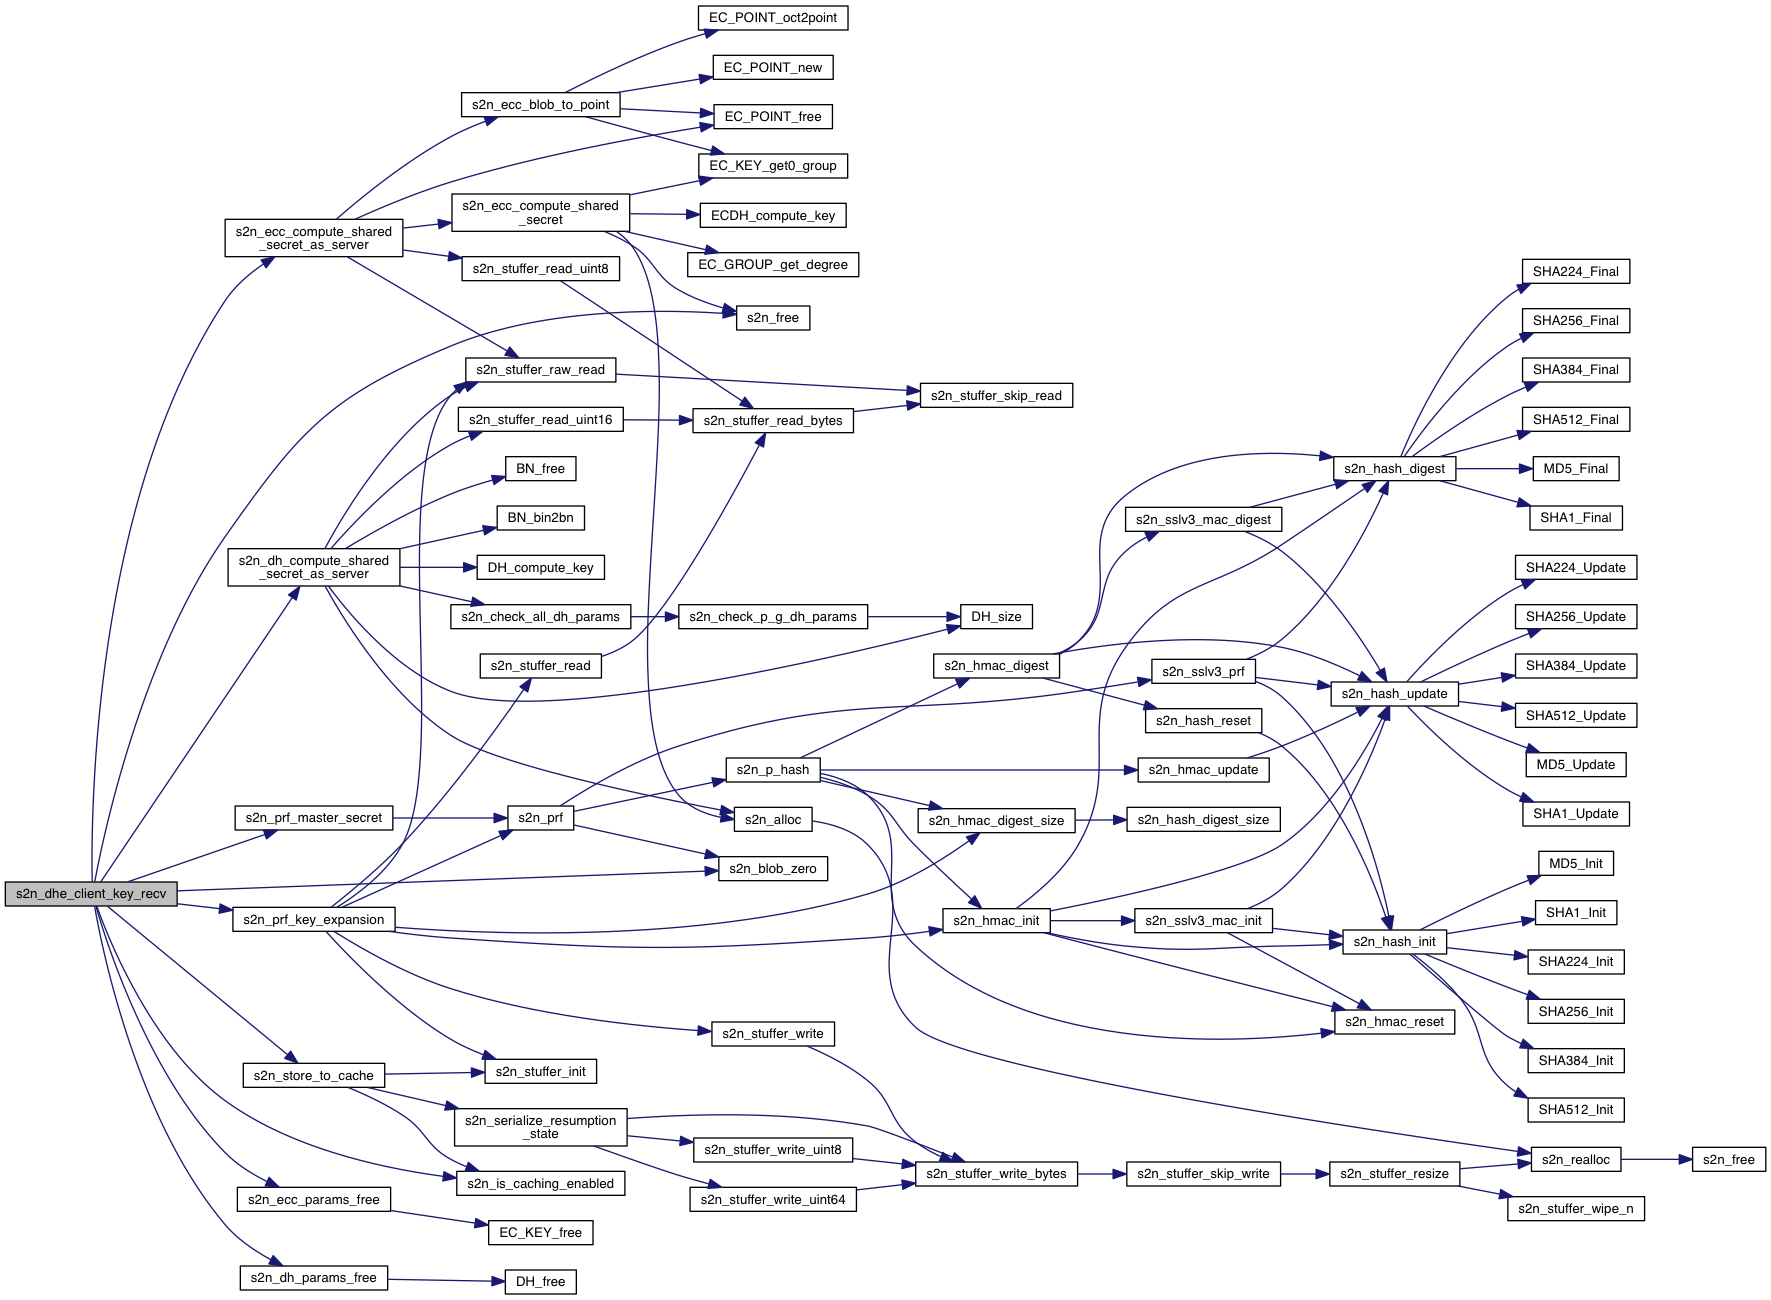 EC_POINT_oct2point
EC_POINT_new
s2n_ecc_blob_to_point
EC_POINT_free
EC_KEY_get0_group
s2n_ecc_compute_shared
_secret
ECDH_compute_key
s2n_ecc_compute_shared
_secret_as_server
EC_GROUP_get_degree
s2n_stuffer_read_uint8
SHA224_Final
s2n_free
SHA256_Final
s2n_stuffer_raw_read
SHA384_Final
s2n_stuffer_skip_read
s2n_stuffer_read_uint16
s2n_stuffer_read_bytes
SHA512_Final
BN_free
s2n_hash_digest
MD5_Final
BN_bin2bn
s2n_sslv3_mac_digest
SHA1_Final
s2n_dh_compute_shared
_secret_as_server
DH_compute_key
SHA224_Update
s2n_check_all_dh_params
s2n_check_p_g_dh_params
DH_size
SHA256_Update
s2n_stuffer_read
s2n_hmac_digest
s2n_sslv3_prf
SHA384_Update
s2n_hash_update
s2n_hash_reset
SHA512_Update
s2n_p_hash
s2n_hmac_update
MD5_Update
s2n_prf_master_secret
s2n_prf
s2n_alloc
s2n_hmac_digest_size
s2n_hash_digest_size
SHA1_Update
s2n_blob_zero
MD5_Init
s2n_dhe_client_key_recv
s2n_prf_key_expansion
s2n_hmac_init
s2n_sslv3_mac_init
SHA1_Init
s2n_hash_init
SHA224_Init
SHA256_Init
s2n_stuffer_write
s2n_hmac_reset
s2n_store_to_cache
s2n_stuffer_init
SHA384_Init
s2n_serialize_resumption
_state
SHA512_Init
s2n_stuffer_write_uint8
s2n_is_caching_enabled
s2n_stuffer_write_bytes
s2n_stuffer_skip_write
s2n_stuffer_resize
s2n_realloc
s2n_free
s2n_ecc_params_free
s2n_stuffer_write_uint64
s2n_stuffer_wipe_n
EC_KEY_free
s2n_dh_params_free
DH_free